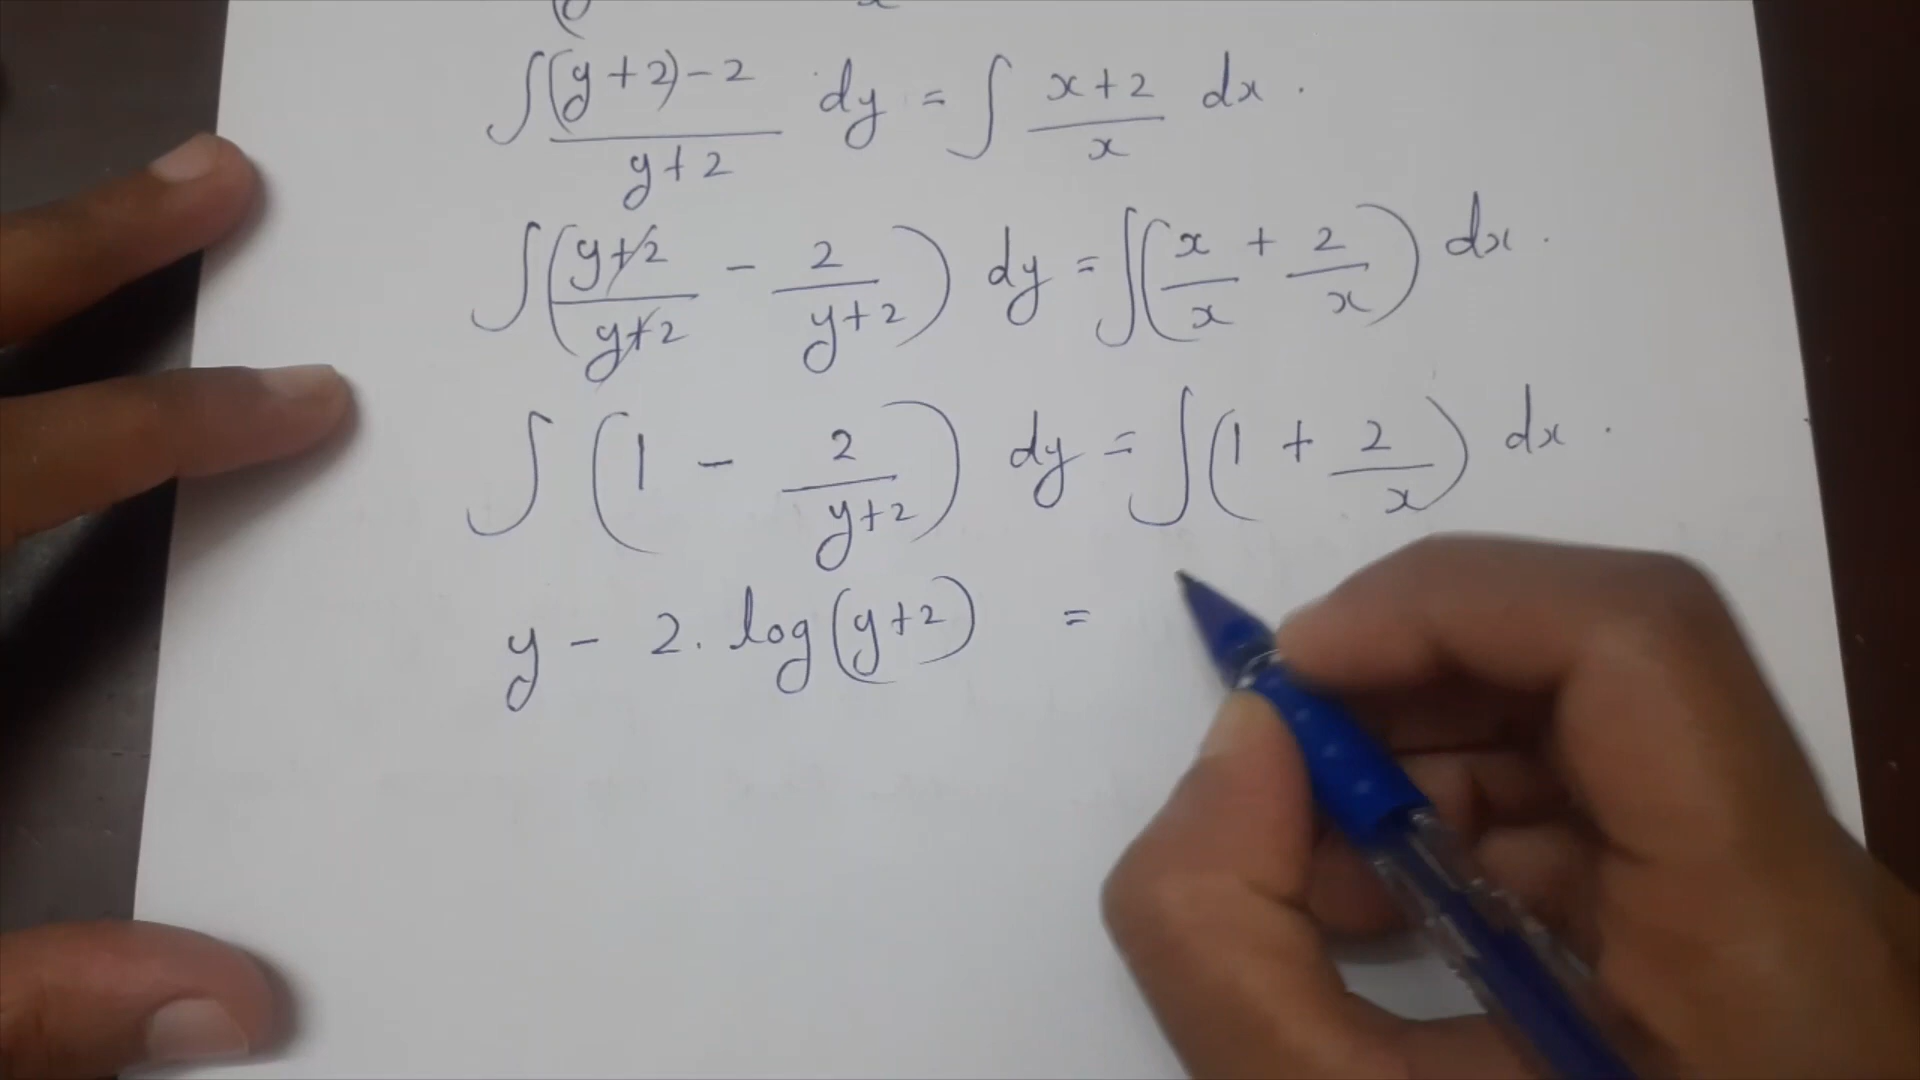 ∫ ((y+2)-2)/(y+2) dy = ∫ (x+2)/x dx .
∫ ((y+2)/(y+2) - 2/(y+2)) dy = ∫ (x/x + 2/x) dx .
∫ (1 - 2/(y+2)) dy = ∫ (1 + 2/x) dx .
y - 2. log(y+2) =